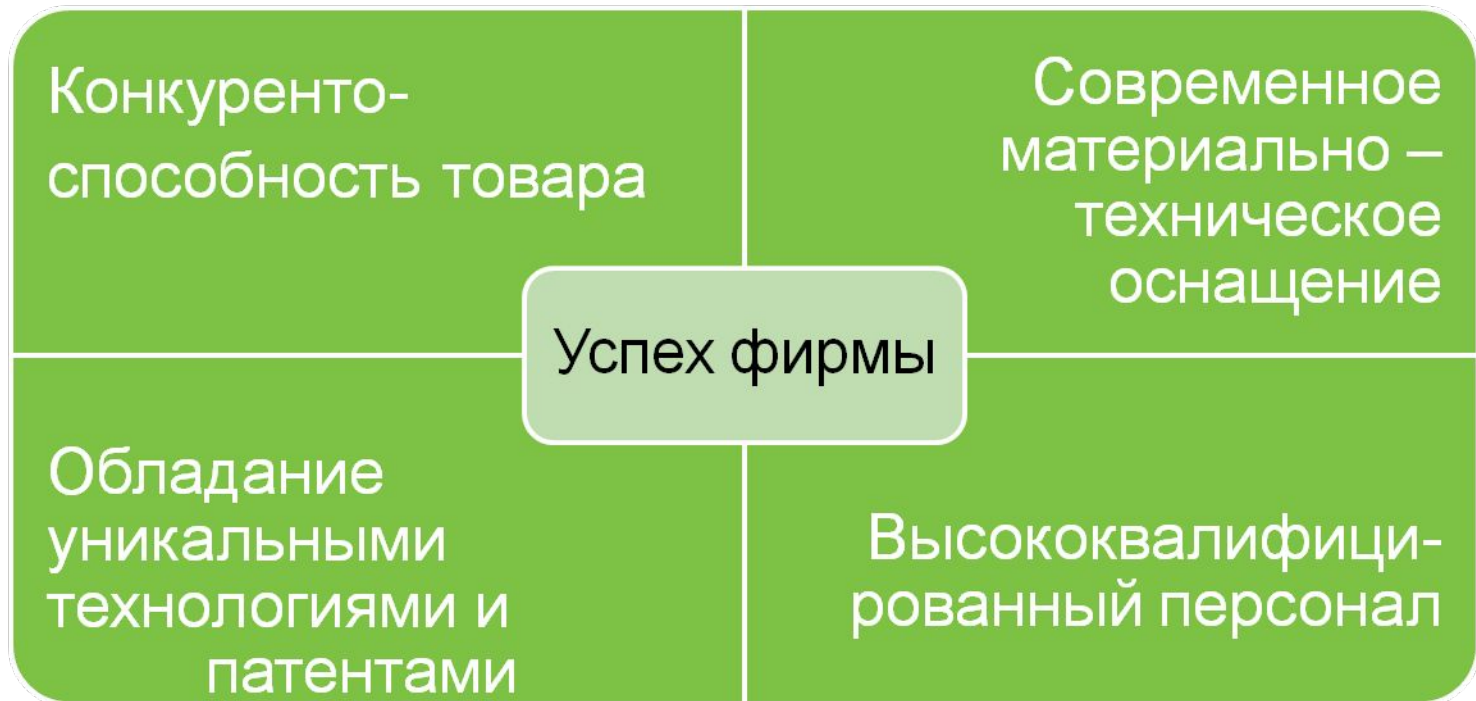 Конкуренто-
способность товара
Современное
материально –
техническое
оснащение
Успех фирмы
Обладание
уникальными
технологиями и
патентами
Высококвалифици-
рованный персонал